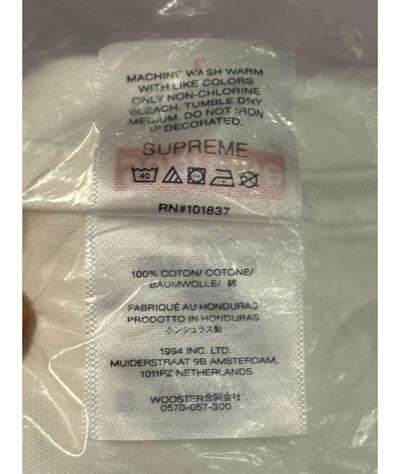 MACHINE WASH WARM
WITH LIKE COLORS
ONLY NON-CHLORINE
BLEACH. TUMBLE DRY
MEDIUM. DO NOT IRON
IF DECORATED.
SUPREME
40
RN#101837
100% COTON/ COTONE/
BAUMWOLLE/ 綿
FABRIQUÉ AU HONDURAS
PRODOTTO IN HONDURAS
ホンジュラス製
1994 INC. LTD.
MUIDERSTRAAT 9B AMSTERDAM,
1011PZ NETHERLANDS
WOOSTER合同会社
0570-057-300